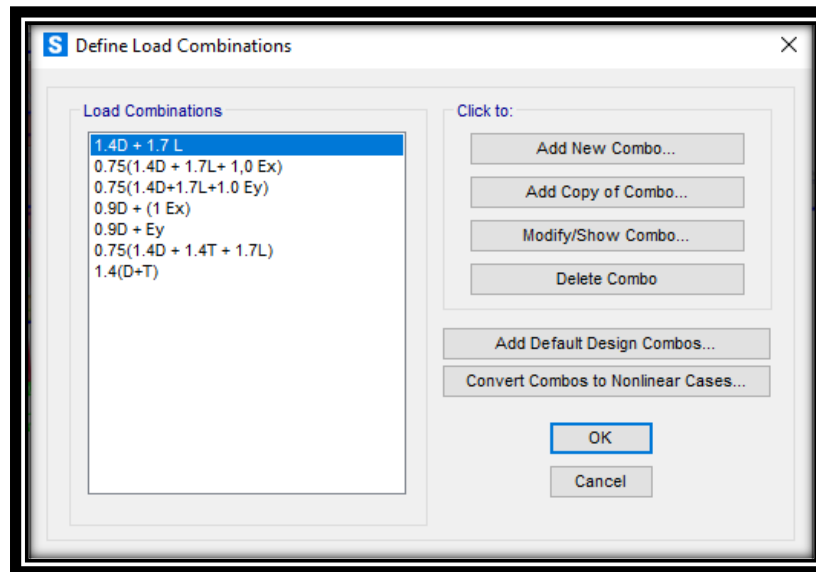 S Define Load Combinations
Load Combinations
1.4D + 1.7 L
0.75(1.4D + 1.7L+ 1,0 Ex)
0.75(1.4D+1.7L+1.0 Ey)
0.9D + (1 Ex)
0.9D + Ey
0.75(1.4D + 1.4T + 1.7L)
1.4(D+T)
Click to:
Add New Combo...
Add Copy of Combo...
Modify/Show Combo...
Delete Combo
Add Default Design Combos...
Convert Combos to Nonlinear Cases...
OK
Cancel